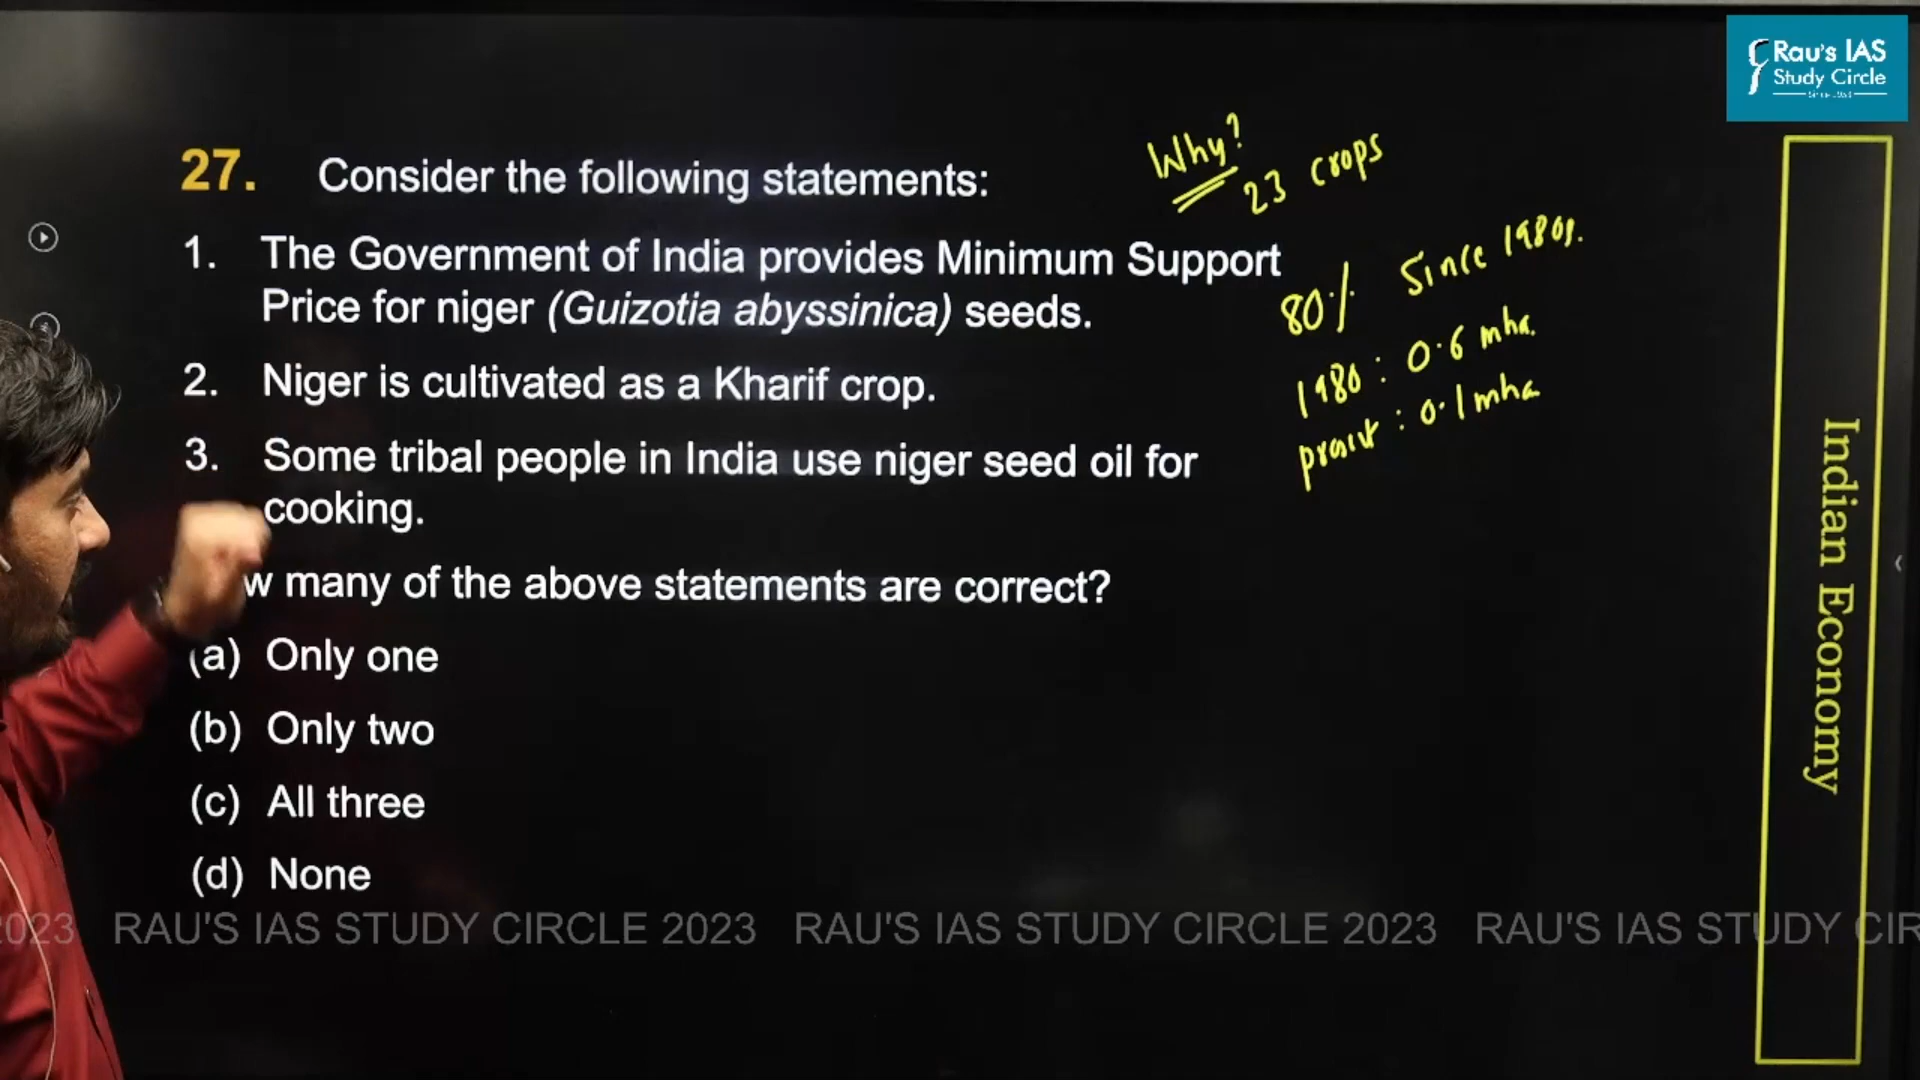 Rau's IAS
Study Circle
Since 1953
Why?
23 crops
27. Consider the following statements:
1. The Government of India provides Minimum Support
Price for niger (Guizotia abyssinica) seeds.
80% Since 1980s.
1980 : 0.6 mha.
: 0.1 mha
2. Niger is cultivated as a Kharif crop.
3. Some tribal people in India use niger seed oil for
cooking.
w many of the above statements are correct?
(a) Only one
(b) Only two
(c) All three
(d) None
Indian Economy
2023 RAU'S IAS STUDY CIRCLE 2023 RAU'S IAS STUDY CIRCLE 2023 RAU'S IAS STUDY CIR